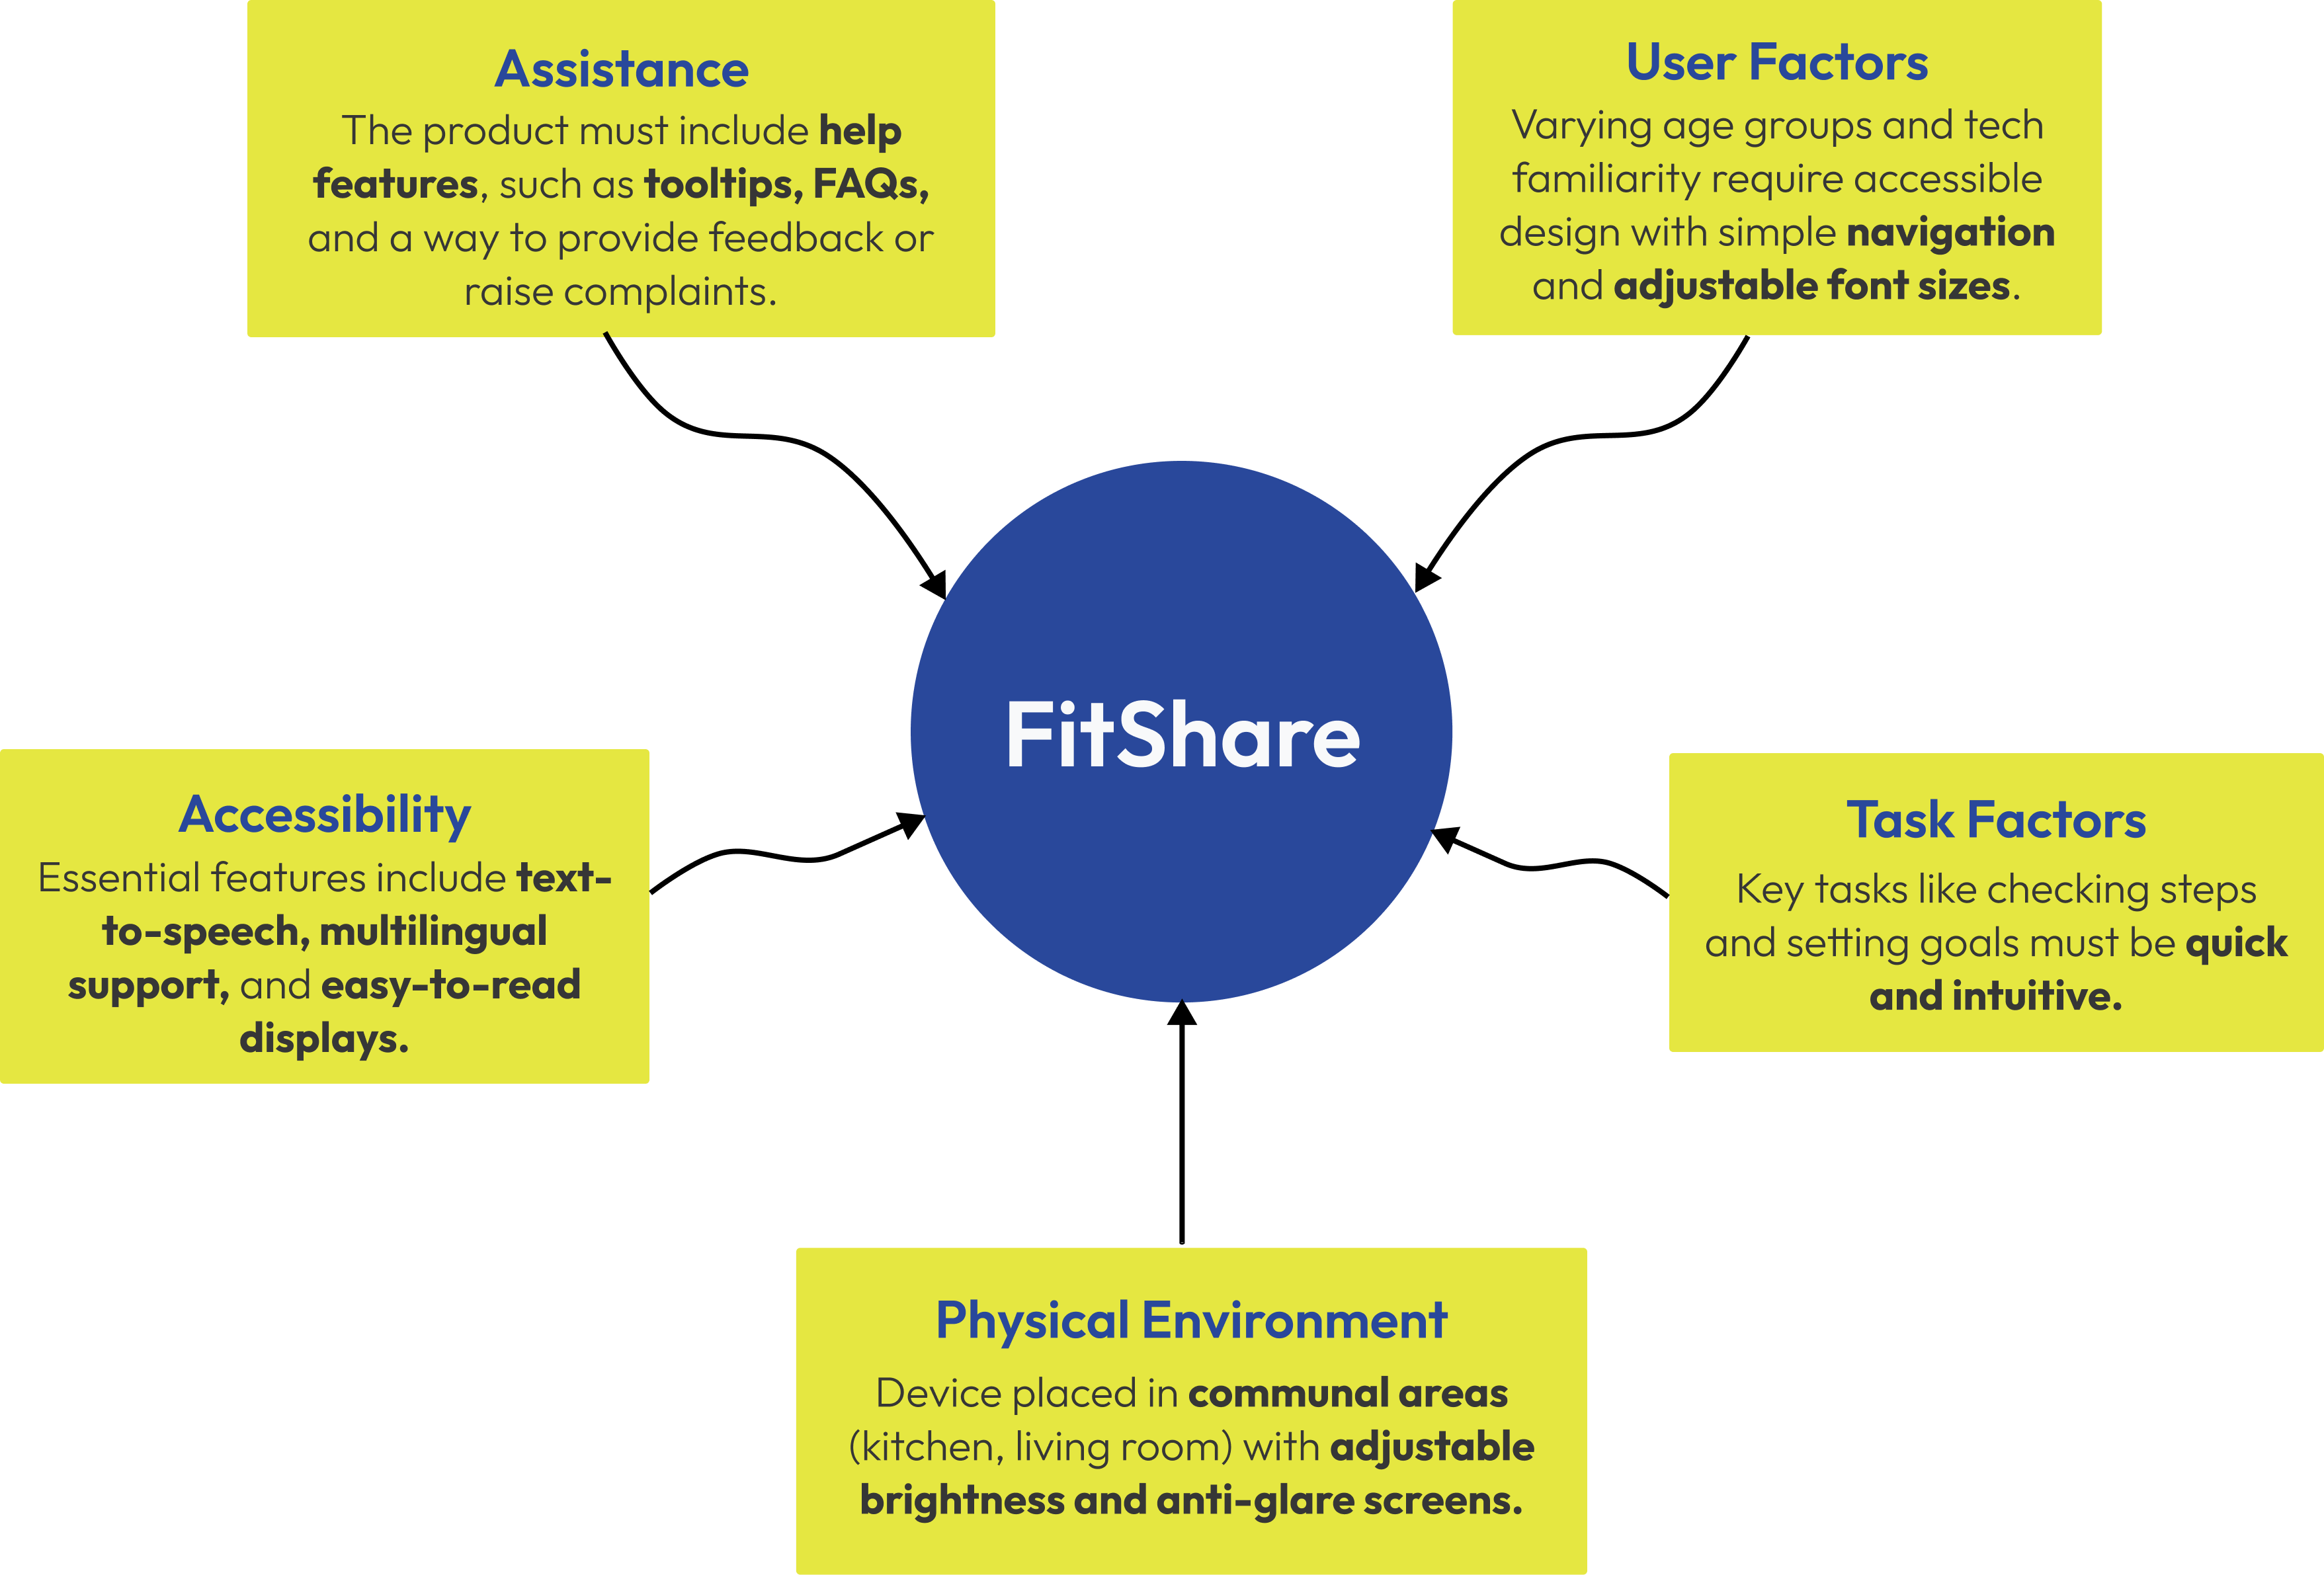 Assistance
The product must include help
features, such as tooltips, FAQs,
and a way to provide feedback or
raise complaints.
User Factors
Varying age groups and tech
familiarity require accessible
design with simple navigation
and adjustable font sizes.
FitShare
Accessibility
Essential features include text-
to-speech, multilingual
support, and easy-to-read
displays.
Task Factors
Key tasks like checking steps
and setting goals must be quick
and intuitive.
Physical Environment
Device placed in communal areas
(kitchen, living room) with adjustable
brightness and anti-glare screens.